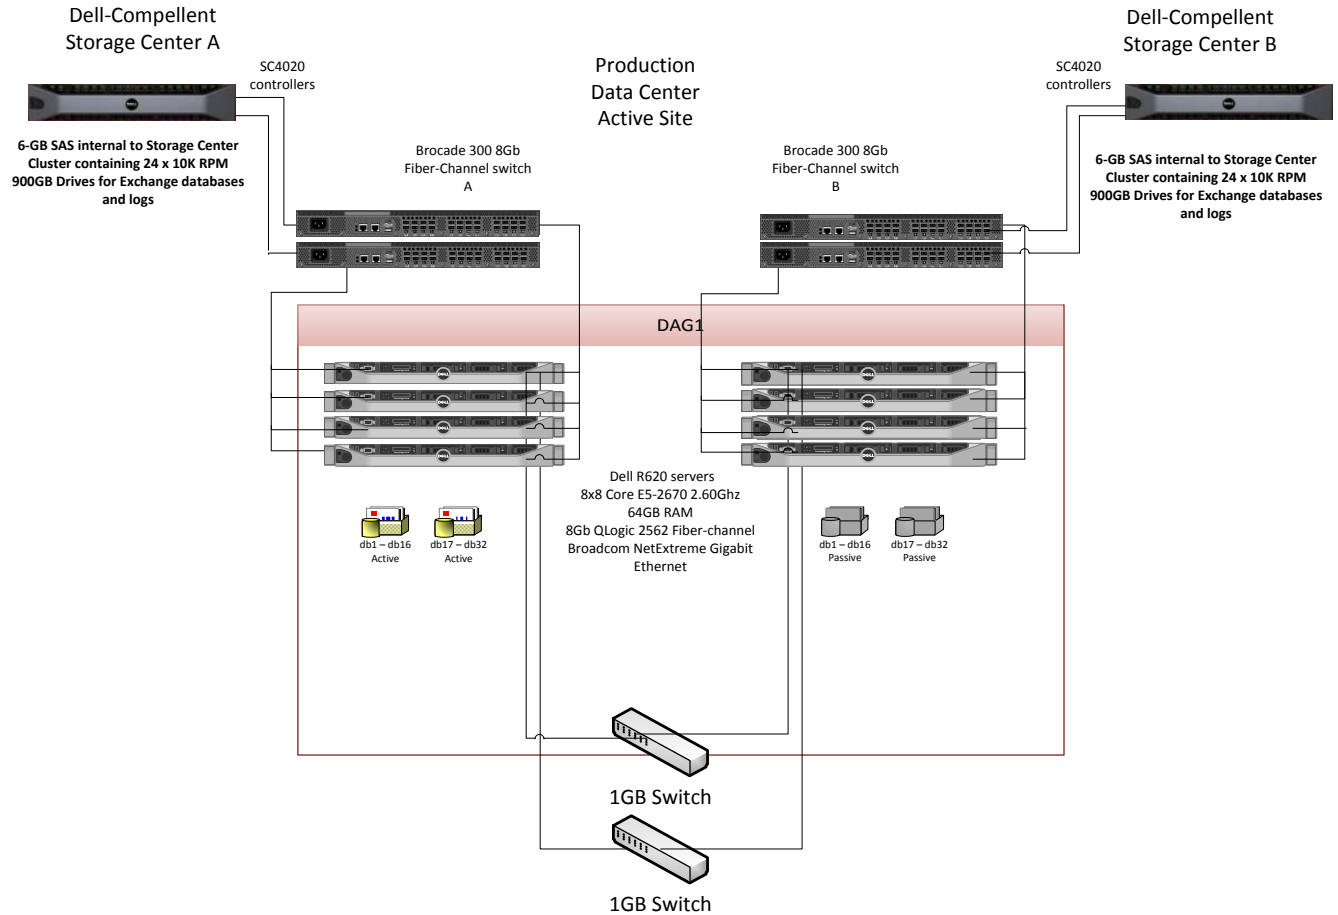 Dell-Compellent
Storage Center A
SC4020
controllers
6-GB SAS internal to Storage Center
Cluster containing 24 x 10K RPM
900GB Drives for Exchange databases
and logs
Production
Data Center
Active Site
Dell-Compellent
Storage Center B
SC4020
controllers
6-GB SAS internal to Storage Center
Cluster containing 24 x 10K RPM
900GB Drives for Exchange databases
and logs
Brocade 300 8Gb
Fiber-Channel switch
A
Brocade 300 8Gb
Fiber-Channel switch
B
DAG1
Dell R620 servers
8x8 Core E5-2670 2.60Ghz
64GB RAM
8Gb QLogic 2562 Fiber-channel
Broadcom NetExtreme Gigabit
Ethernet
db1 – db16
Active
db17 – db32
Active
db1 – db16
Passive
db17 – db32
Passive
1GB Switch
1GB Switch